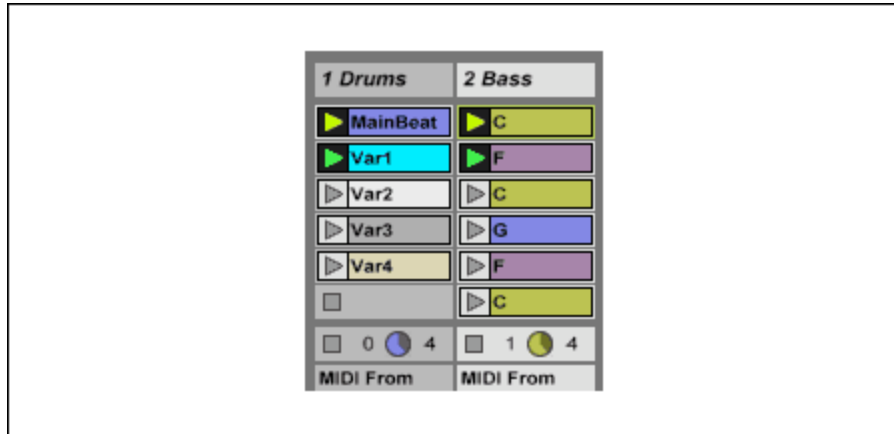 1 Drums 2 Bass
MainBeat C
Var1 F
Var2 C
Var3 G
Var4 F
C
0 4 1 4
MIDI From MIDI From